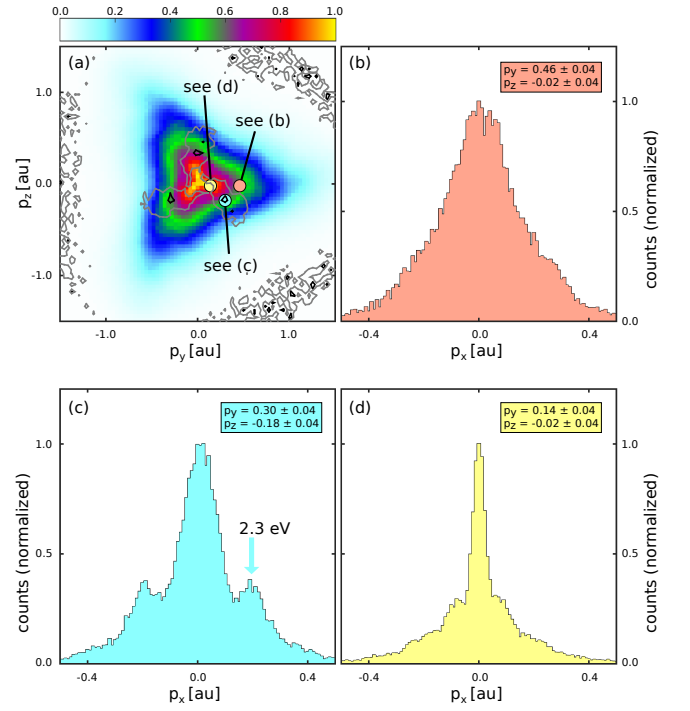 0.0 0.2 0.4 0.6 0.8 1.0
(a)
see (d)
see (b)
see (c)
1.0
0.0
-1.0
p_z [au]
-1.0 0.0 1.0
p_y [au]
(b)
p_y = 0.46 ± 0.04
p_z = -0.02 ± 0.04
1.0
0.5
0.0
counts (normalized)
-0.4 0.0 0.4
p_x [au]
(c)
p_y = 0.30 ± 0.04
p_z = -0.18 ± 0.04
2.3 eV
1.0
0.5
0.0
counts (normalized)
-0.4 0.0 0.4
p_x [au]
(d)
p_y = 0.14 ± 0.04
p_z = -0.02 ± 0.04
1.0
0.5
0.0
counts (normalized)
-0.4 0.0 0.4
p_x [au]